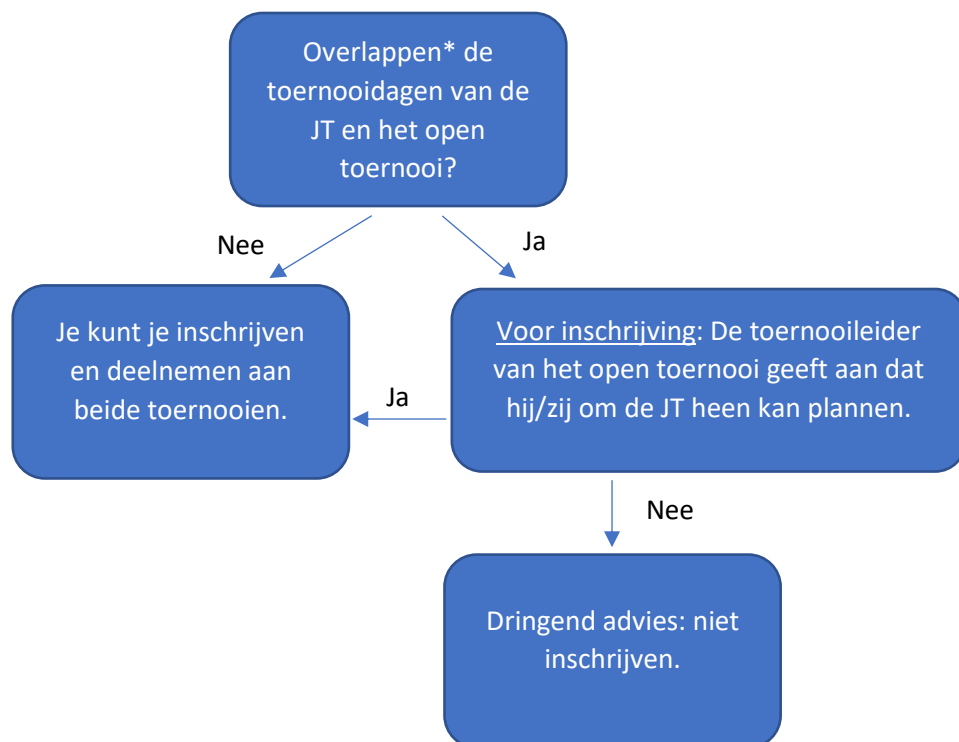 Overlappen* de
toernooidagen van de
JT en het open
toernooi?
Nee
Ja
Je kunt je inschrijven
en deelnemen aan
beide toernooien.
Ja
Voor inschrijving: De toernooileider
van het open toernooi geeft aan dat
hij/zij om de JT heen kan plannen.
Nee
Dringend advies: niet
inschrijven.